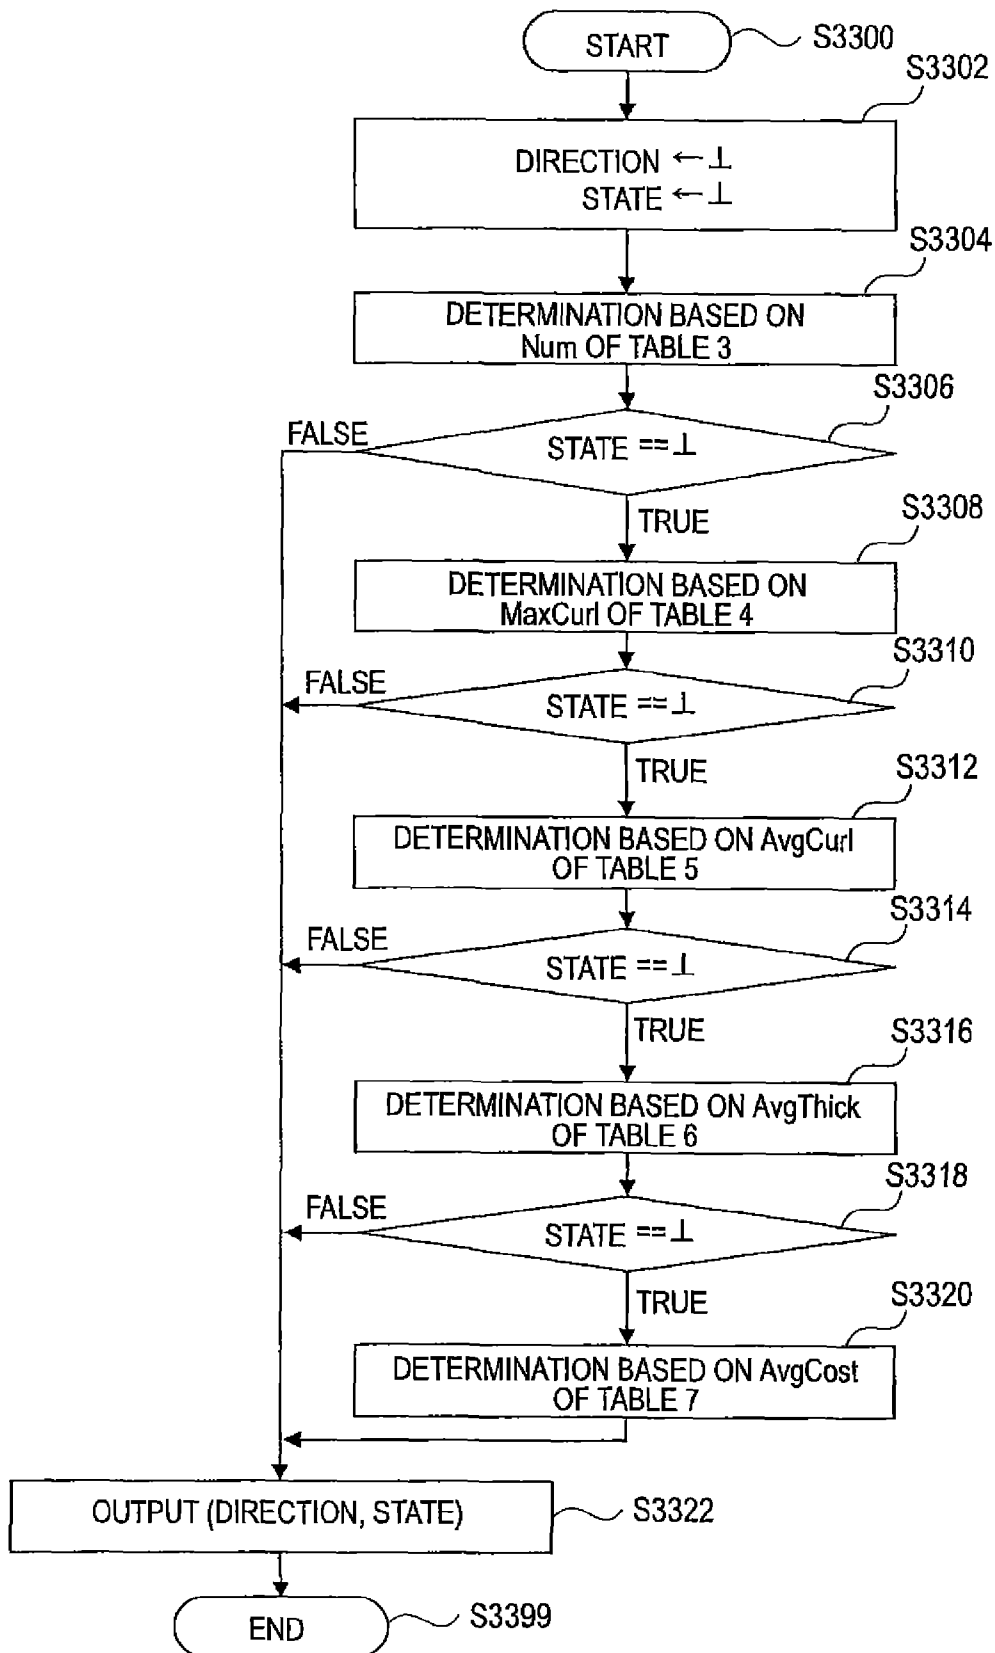 START
S3300
S3302
DIRECTION ←⊥
STATE ←⊥
S3304
DETERMINATION BASED ON
Num OF TABLE 3
S3306
FALSE
STATE ==⊥
TRUE
S3308
DETERMINATION BASED ON
MaxCurl OF TABLE 4
S3310
FALSE
STATE ==⊥
TRUE
S3312
DETERMINATION BASED ON AvgCurl
OF TABLE 5
S3314
FALSE
STATE ==⊥
TRUE
S3316
DETERMINATION BASED ON AvgThick
OF TABLE 6
S3318
FALSE
STATE ==⊥
TRUE
S3320
DETERMINATION BASED ON AvgCost
OF TABLE 7
OUTPUT (DIRECTION, STATE)
S3322
END
S3399